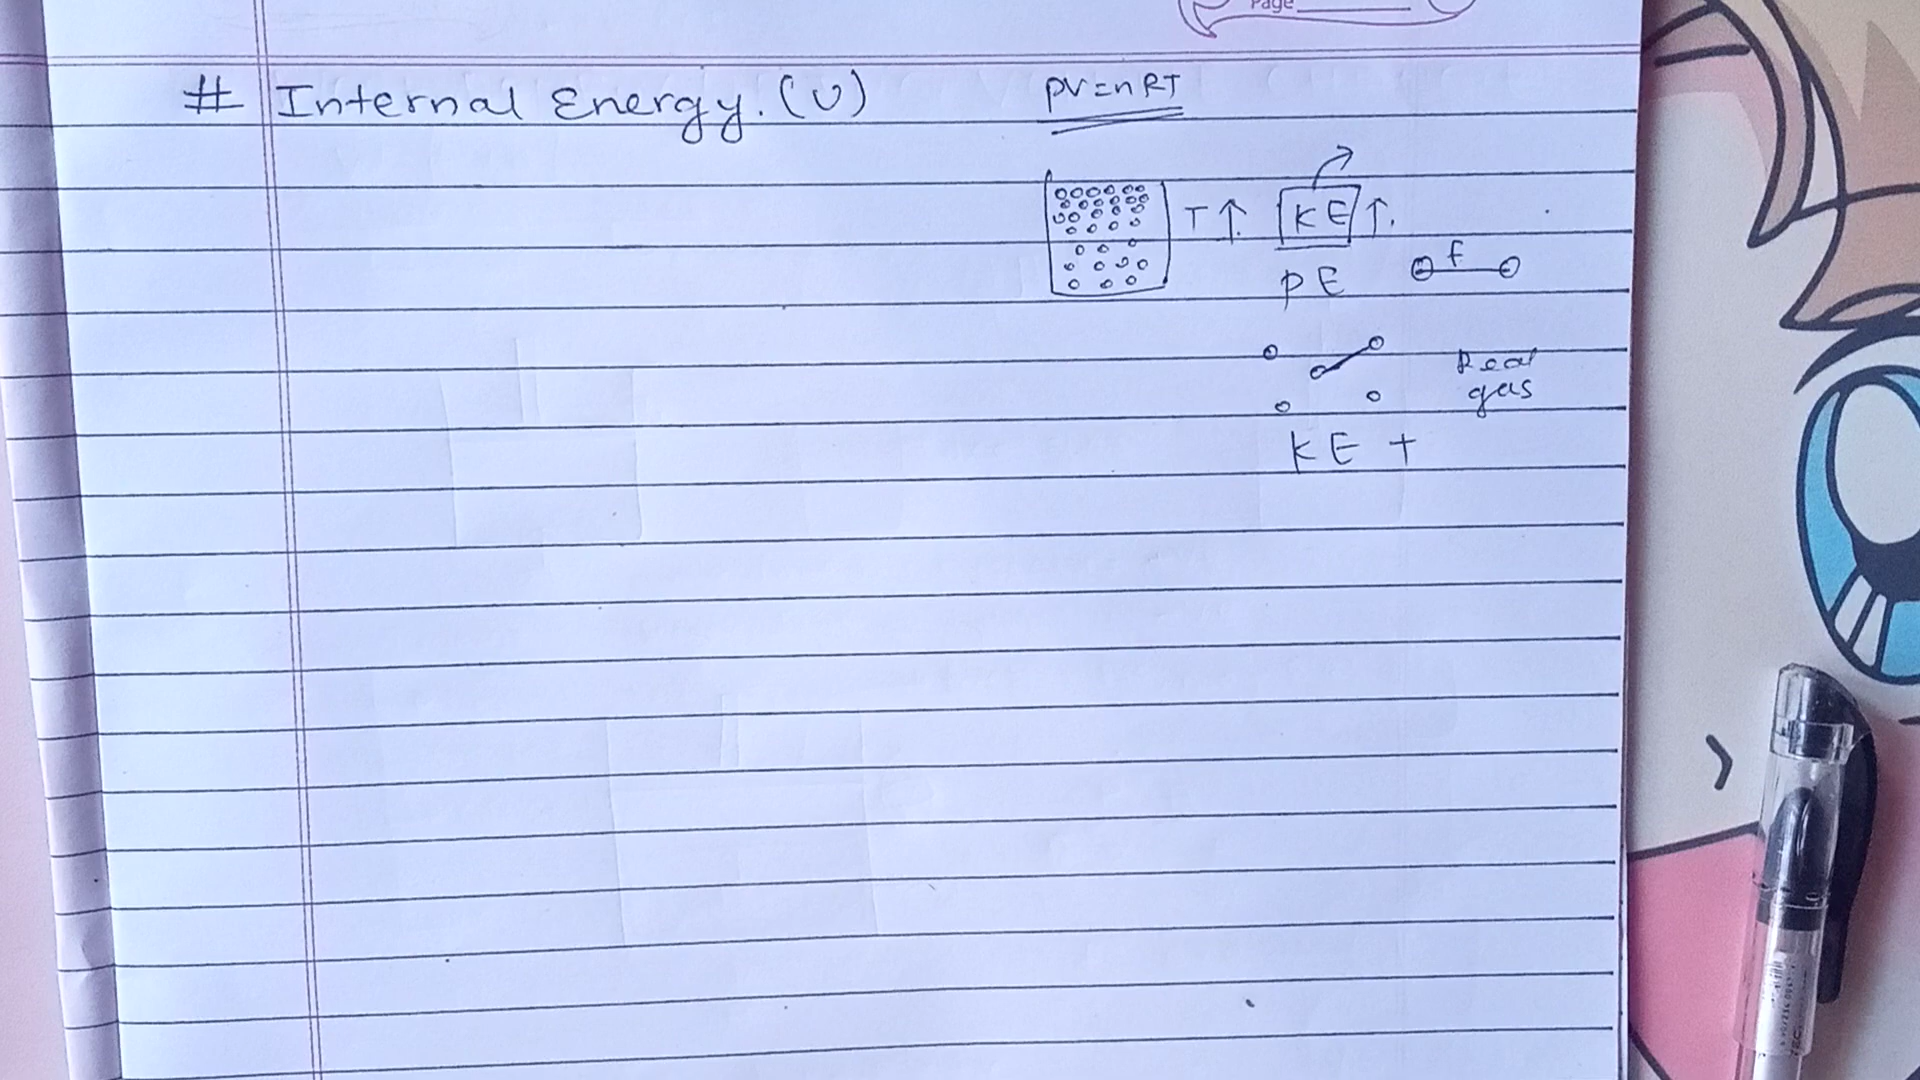 Page
# Internal Energy. (U)
PV=nRT
T↑ KE↑.
PE
f
Real
gas
KE +